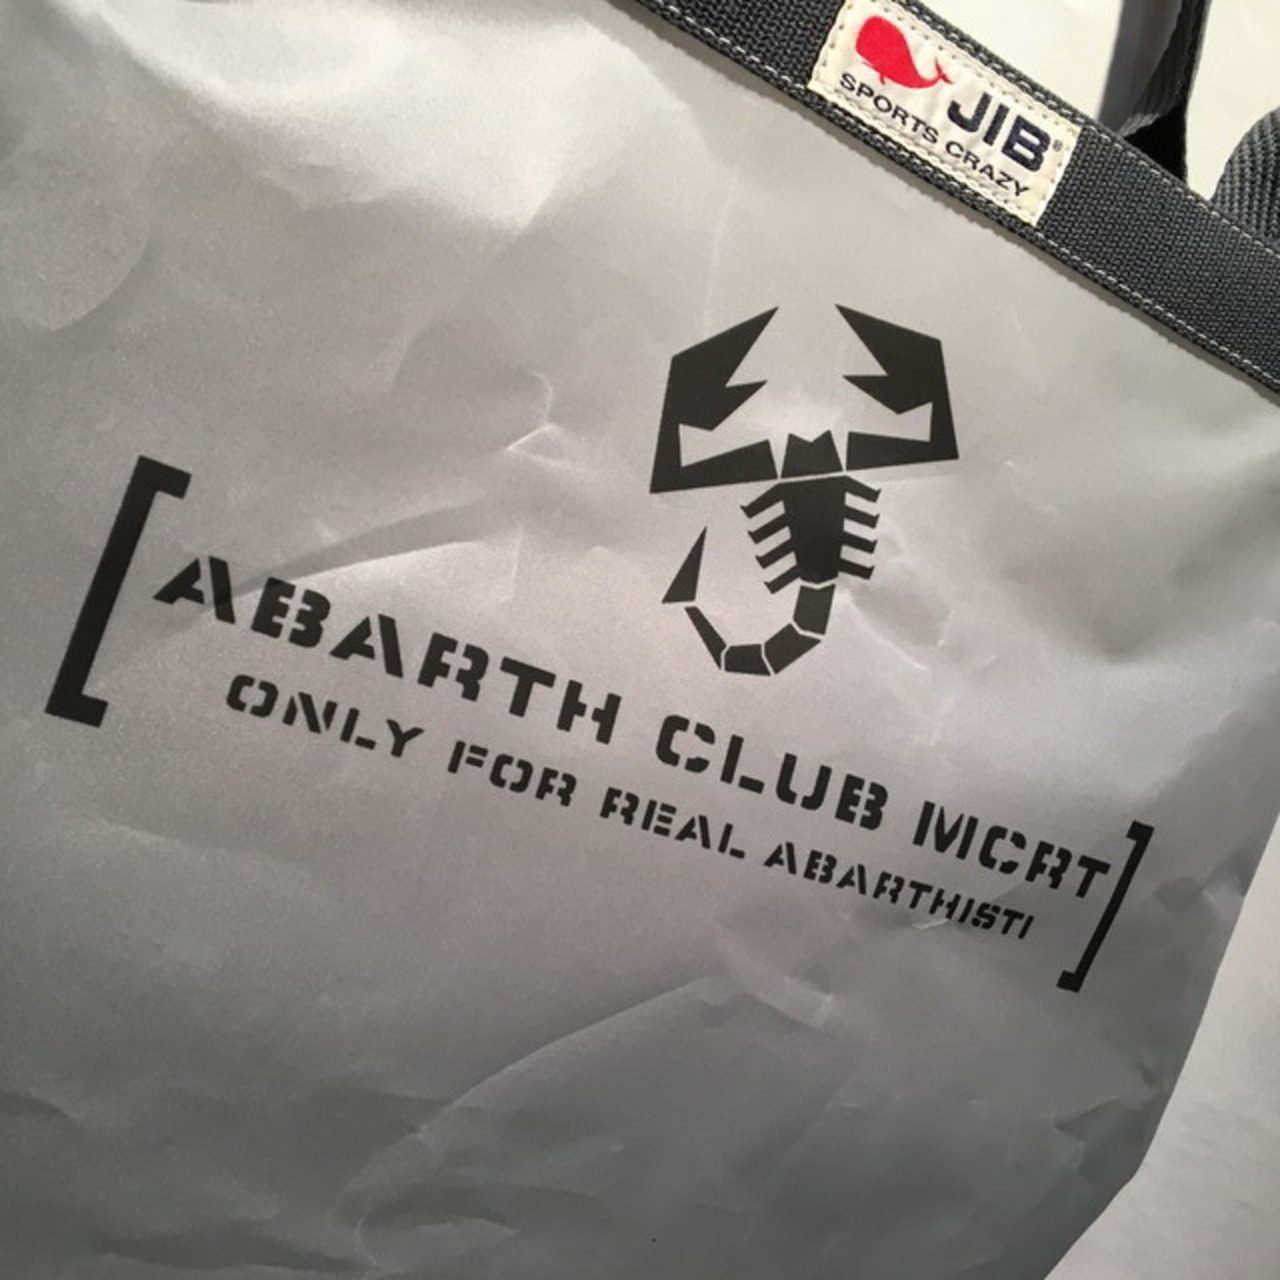 JIB®
SPORTS CRAZY
[ABARTH CLUB MCRT
ONLY FOR REAL ABARTHISTI]